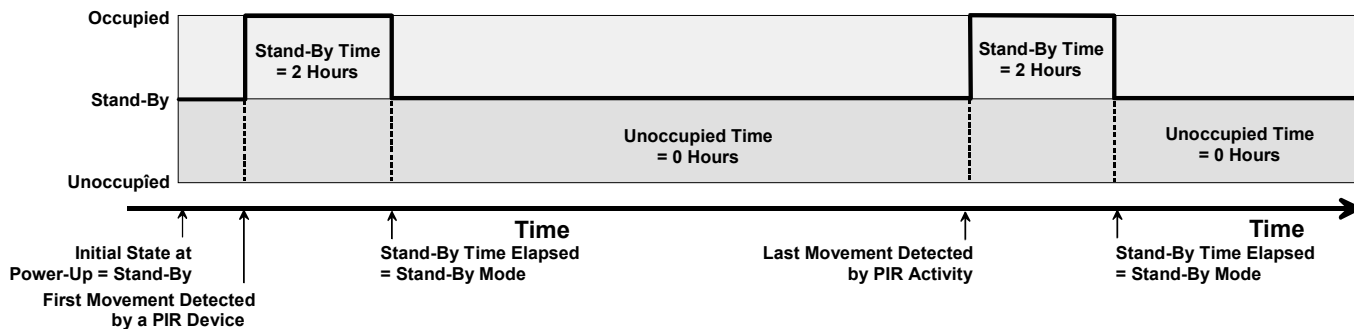 Occupied
Stand-By Time
= 2 Hours
Stand-By Time
= 2 Hours
Stand-By
Unoccupied Time
= 0 Hours
Unoccupied Time
= 0 Hours
Unoccupied
Time
Time
Initial State at
Power-Up = Stand-By
First Movement Detected
by a PIR Device
Stand-By Time Elapsed
= Stand-By Mode
Last Movement Detected
by PIR Activity
Stand-By Time Elapsed
= Stand-By Mode